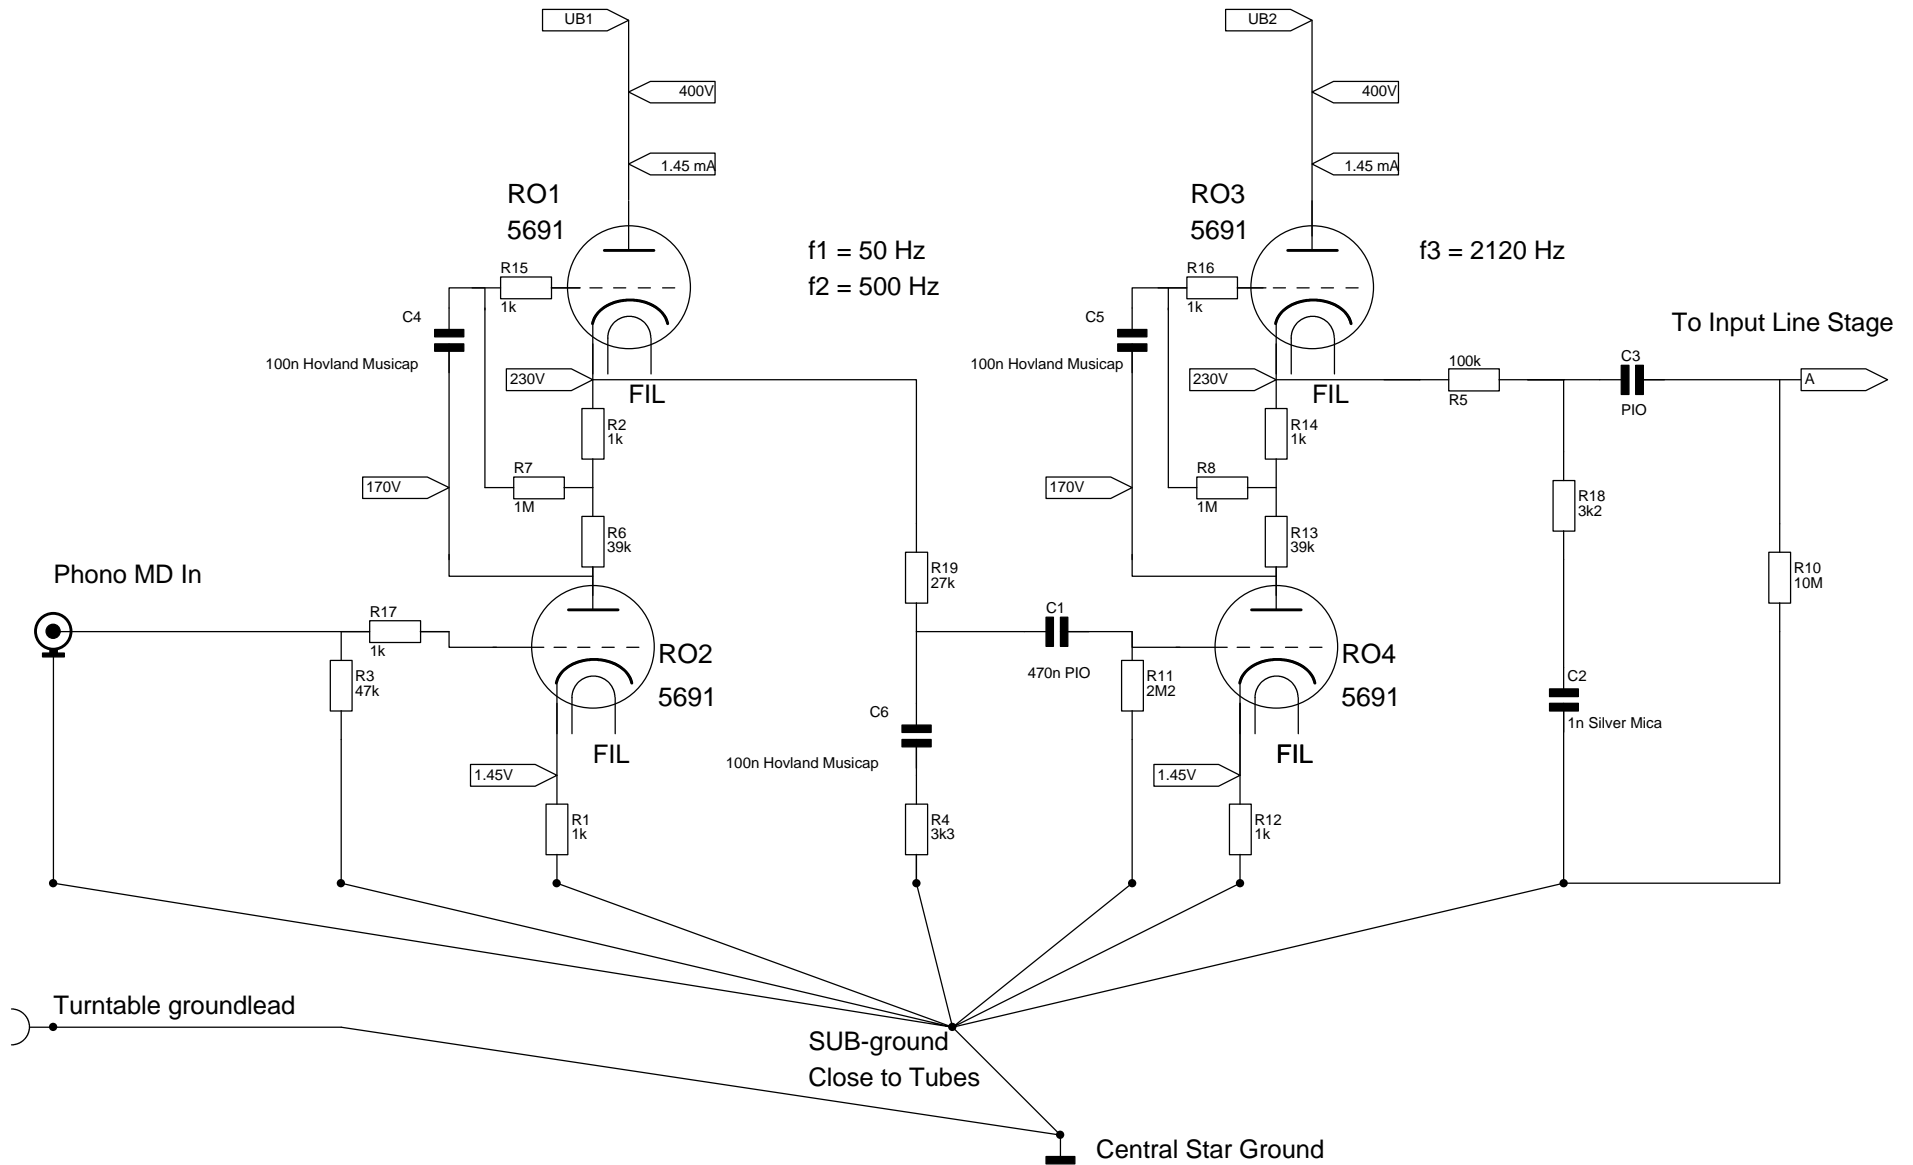 UB1
UB2
400V
400V
1.45 mA
1.45 mA
RO1
5691
RO3
5691
f1 = 50 Hz
f2 = 500 Hz
f3 = 2120 Hz
R15
1k
R16
1k
C4
100n Hovland Musicap
C5
100n Hovland Musicap
To Input Line Stage
230V
FIL
230V
FIL
100k
R5
C3
PIO
A
R2
1k
R14
1k
R7
1M
R8
1M
170V
170V
R18
3k2
R6
39k
R13
39k
Phono MD In
R19
27k
R10
10M
R17
1k
C1
470n PIO
R3
47k
RO2
5691
R11
2M2
RO4
5691
C2
1n Silver Mica
C6
100n Hovland Musicap
FIL
FIL
1.45V
1.45V
R1
1k
R4
3k3
R12
1k
Turntable groundlead
SUB-ground
Close to Tubes
Central Star Ground